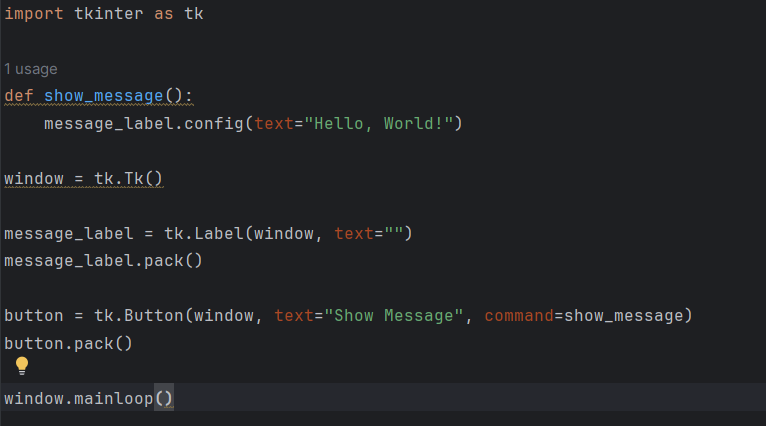 import tkinter as tk
1 usage
def show_message():
    message_label.config(text="Hello, World!")
window = tk.Tk()
message_label = tk.Label(window, text="")
message_label.pack()
button = tk.Button(window, text="Show Message", command=show_message)
button.pack()
window.mainloop()